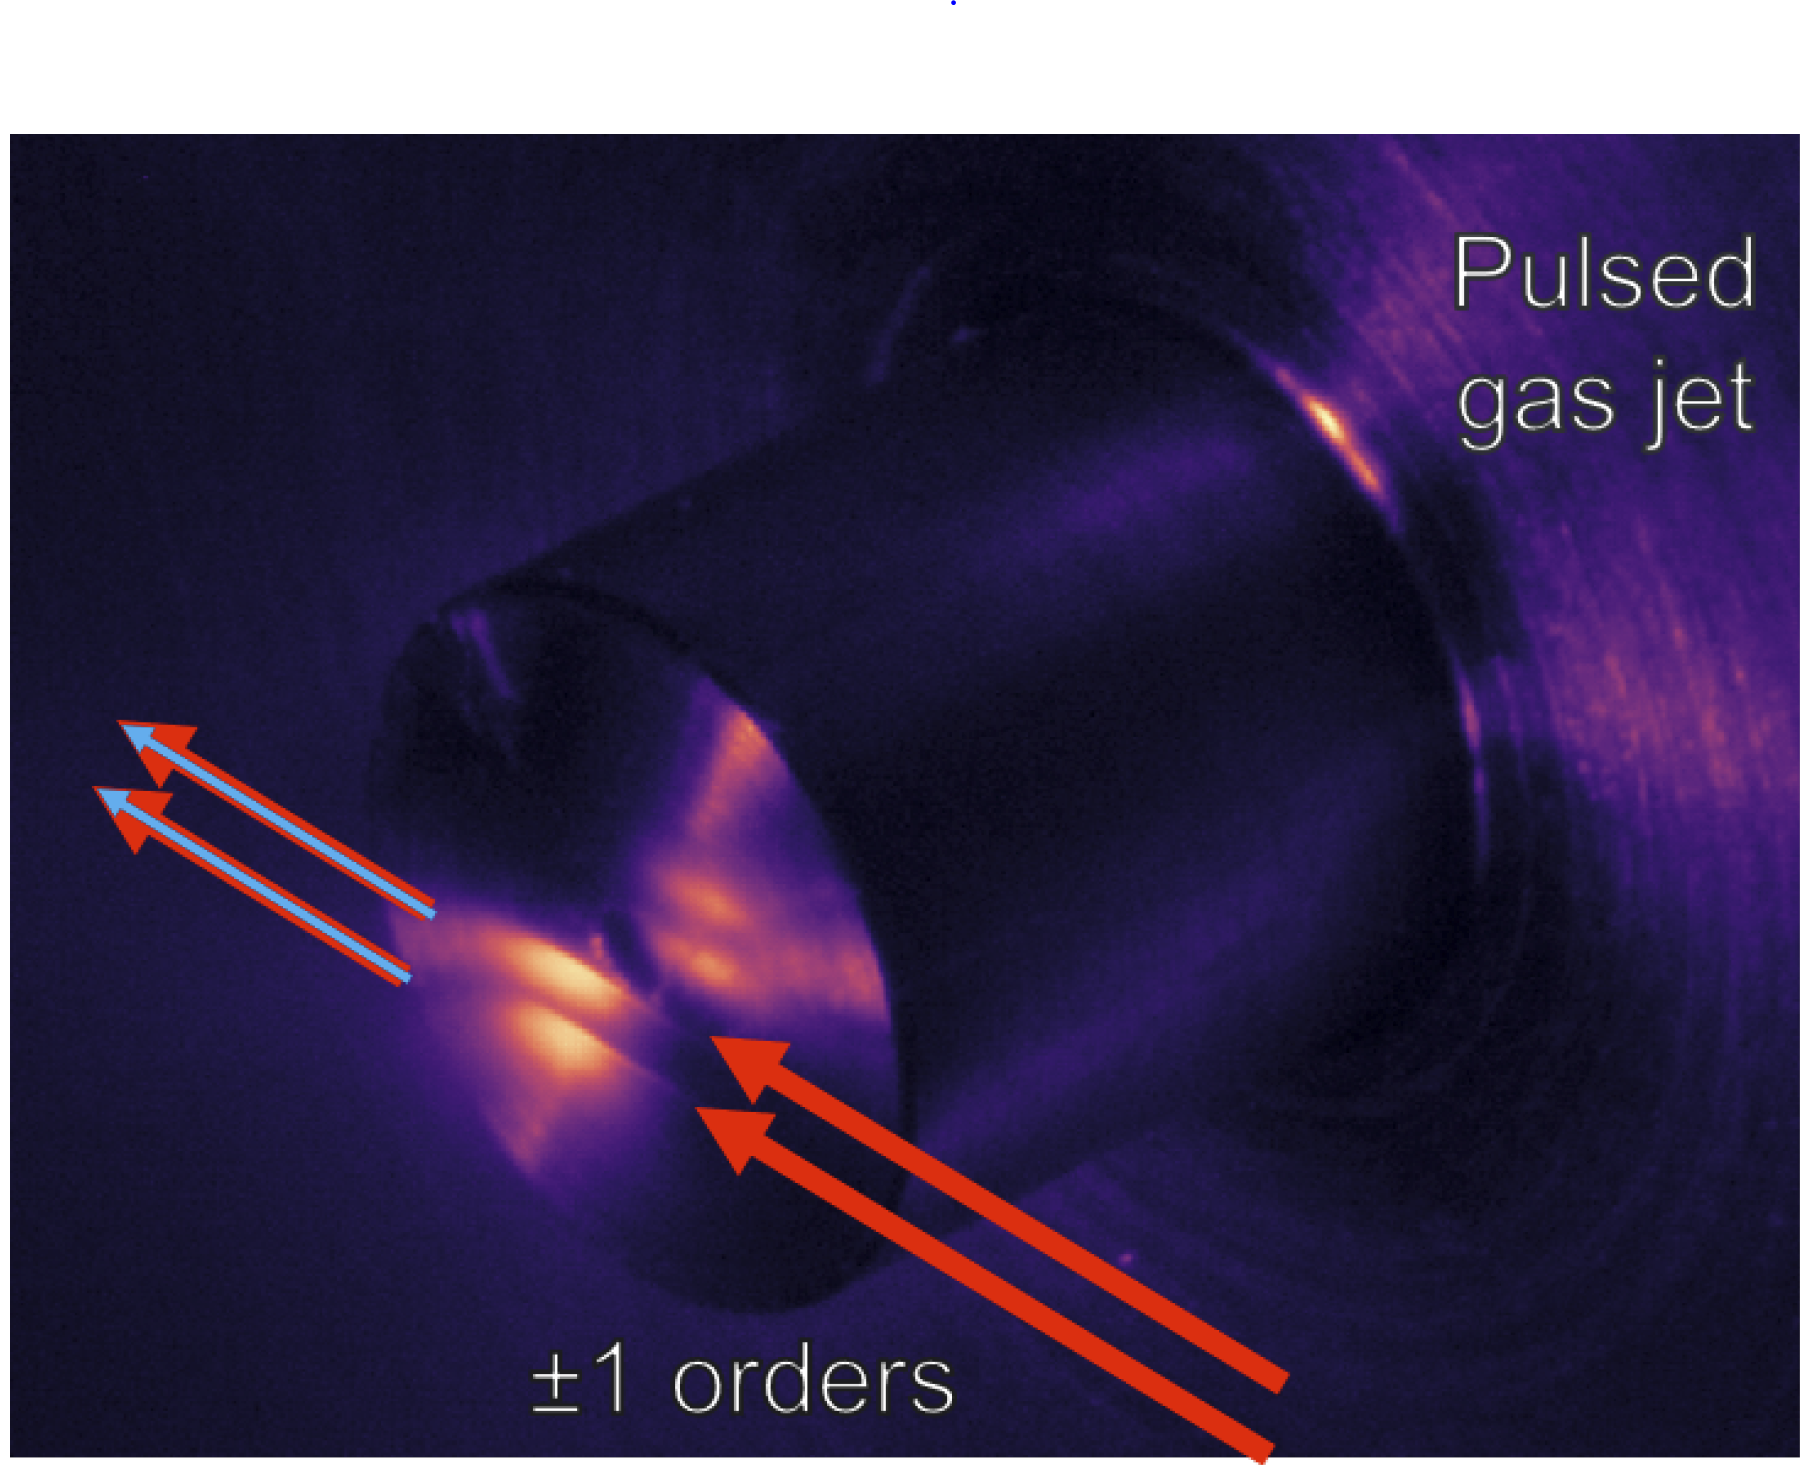 Pulsed
gas jet
±1 orders